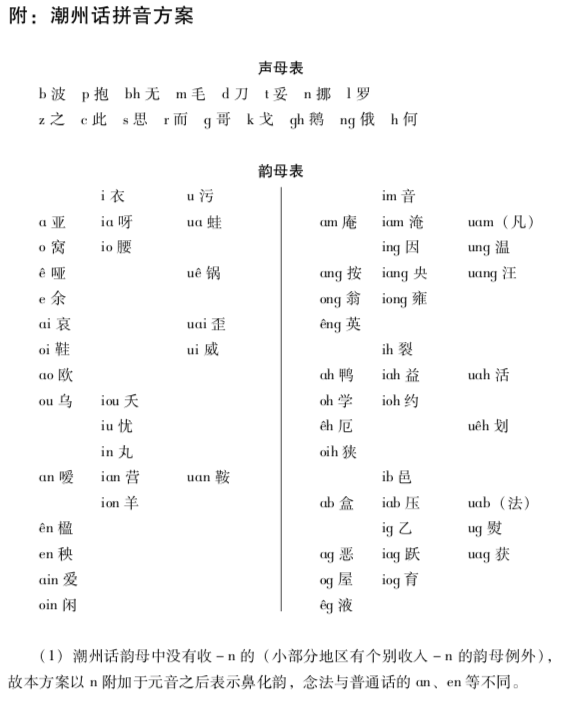 附：潮州话拼音方案
声母表
b 波 p 抱 bh 无 m 毛 d 刀 t 妥 n 挪 l 罗
z 之 c 此 s 思 r 而 g 哥 k 戈 gh 鹅 ng 俄 h 何
韵母表
i 衣 u 污
a 亚 ia 呀 ua 蛙
o 窝 io 腰
ê 哑 uê 锅
e 余
ai 哀 uai 歪
oi 鞋 ui 威
ao 欧
ou 乌 iou 夭
iu 忧
in 丸
an 嗳 ian 营 uan 鞍
ion 羊
ên 楹
en 秧
ain 爱
oin 闲
im 音
am 庵 iam 淹 uam（凡）
ing 因 ung 温
ang 按 iang 央 uang 汪
ong 翁 iong 雍
êng 英
ih 裂
ah 鸭 iah 益 uah 活
oh 学 ioh 约
êh 厄 uêh 划
oih 狭
ib 邑
ab 盒 iab 压 uab（法）
ig 乙 ug 熨
ag 恶 iag 跃 uag 获
og 屋 iog 育
êg 液
（1）潮州话韵母中没有收－n 的（小部分地区有个别收入－n 的韵母例外），
故本方案以 n 附加于元音之后表示鼻化韵，念法与普通话的 an、en 等不同。